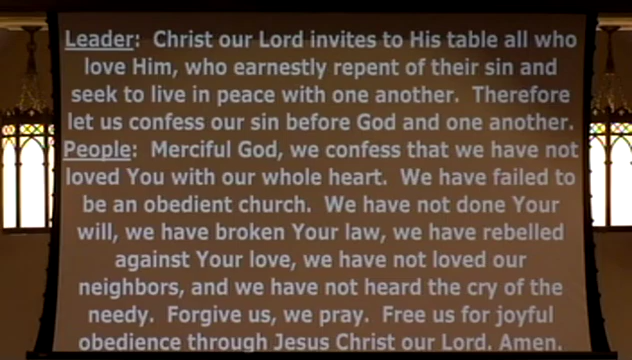 Leader: Christ our Lord invites to His table all who
love Him, who earnestly repent of their sin and
seek to live in peace with one another. Therefore
let us confess our sin before God and one another.
People: Merciful God, we confess that we have not
loved You with our whole heart. We have failed to
be an obedient church. We have not done Your
will, we have broken Your law, we have rebelled
against Your love, we have not loved our
neighbors, and we have not heard the cry of the
needy. Forgive us, we pray. Free us for joyful
obedience through Jesus Christ our Lord. Amen.